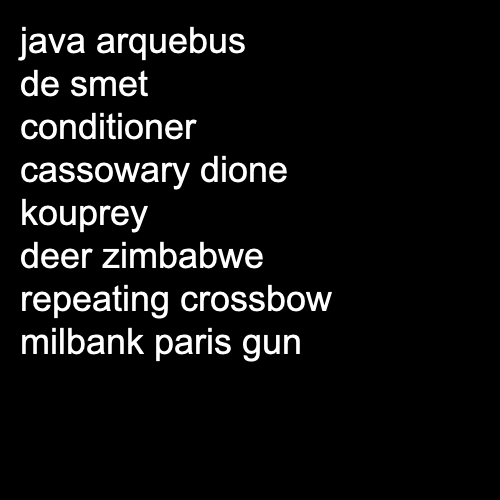 java arquebus
de smet
conditioner
cassowary dione
kouprey
deer zimbabwe
repeating crossbow
milbank paris gun